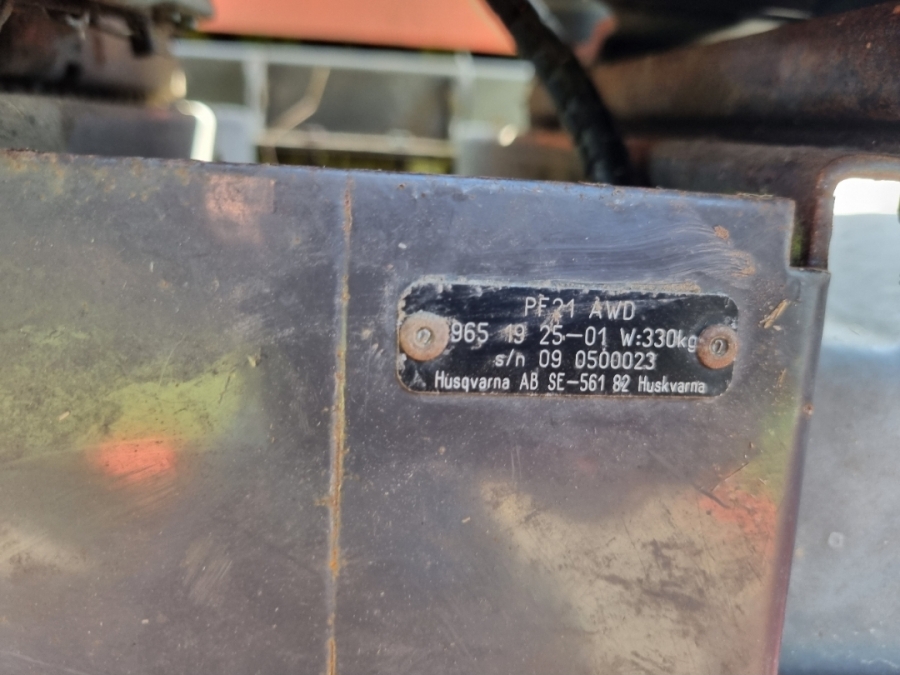 PF21 AWD
965 19 25-01 W:330kg
s/n 09 0500023
Husqvarna AB SE-561 82 Huskvarna